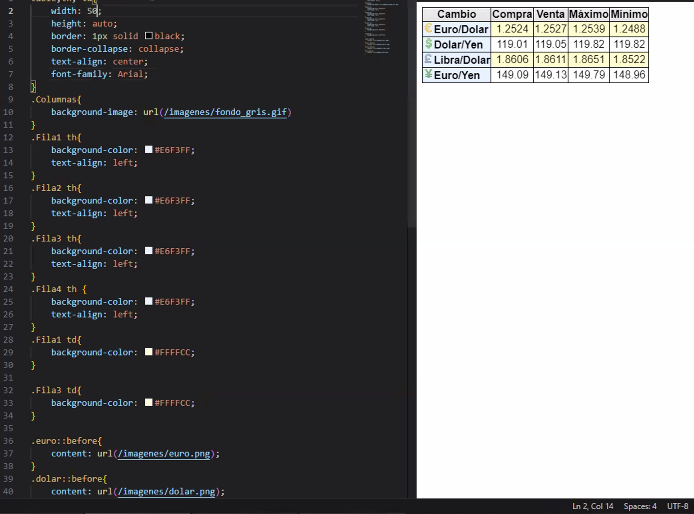 width: 50;
height: auto;
border: 1px solid black;
border-collapse: collapse;
text-align: center;
font-family: Arial;
}
.Columnas{
background-image: url(/imagenes/fondo_gris.gif)
}
.Fila1 th{
background-color: #E6F3FF;
text-align: left;
}
.Fila2 th{
background-color: #E6F3FF;
text-align: left;
}
.Fila3 th{
background-color: #E6F3FF;
text-align: left;
}
.Fila4 th {
background-color: #E6F3FF;
text-align: left;
}
.Fila1 td{
background-color: #FFFFCC;
}
.Fila3 td{
background-color: #FFFFCC;
}
.euro::before{
content: url(/imagenes/euro.png);
}
.dolar::before{
content: url(/imagenes/dolar.png);
2
3
4
5
6
7
8
9
10
11
12
13
14
15
16
17
18
19
20
21
22
23
24
25
26
27
28
29
30
31
32
33
34
35
36
37
38
39
40
Cambio Compra Venta Máximo Mínimo
€ Euro/Dolar 1.2524 1.2527 1.2539 1.2488
$ Dolar/Yen 119.01 119.05 119.82 119.82
£ Libra/Dolar 1.8606 1.8611 1.8651 1.8522
¥ Euro/Yen 149.09 149.13 149.79 148.96
Ln 2, Col 14 Spaces: 4 UTF-8